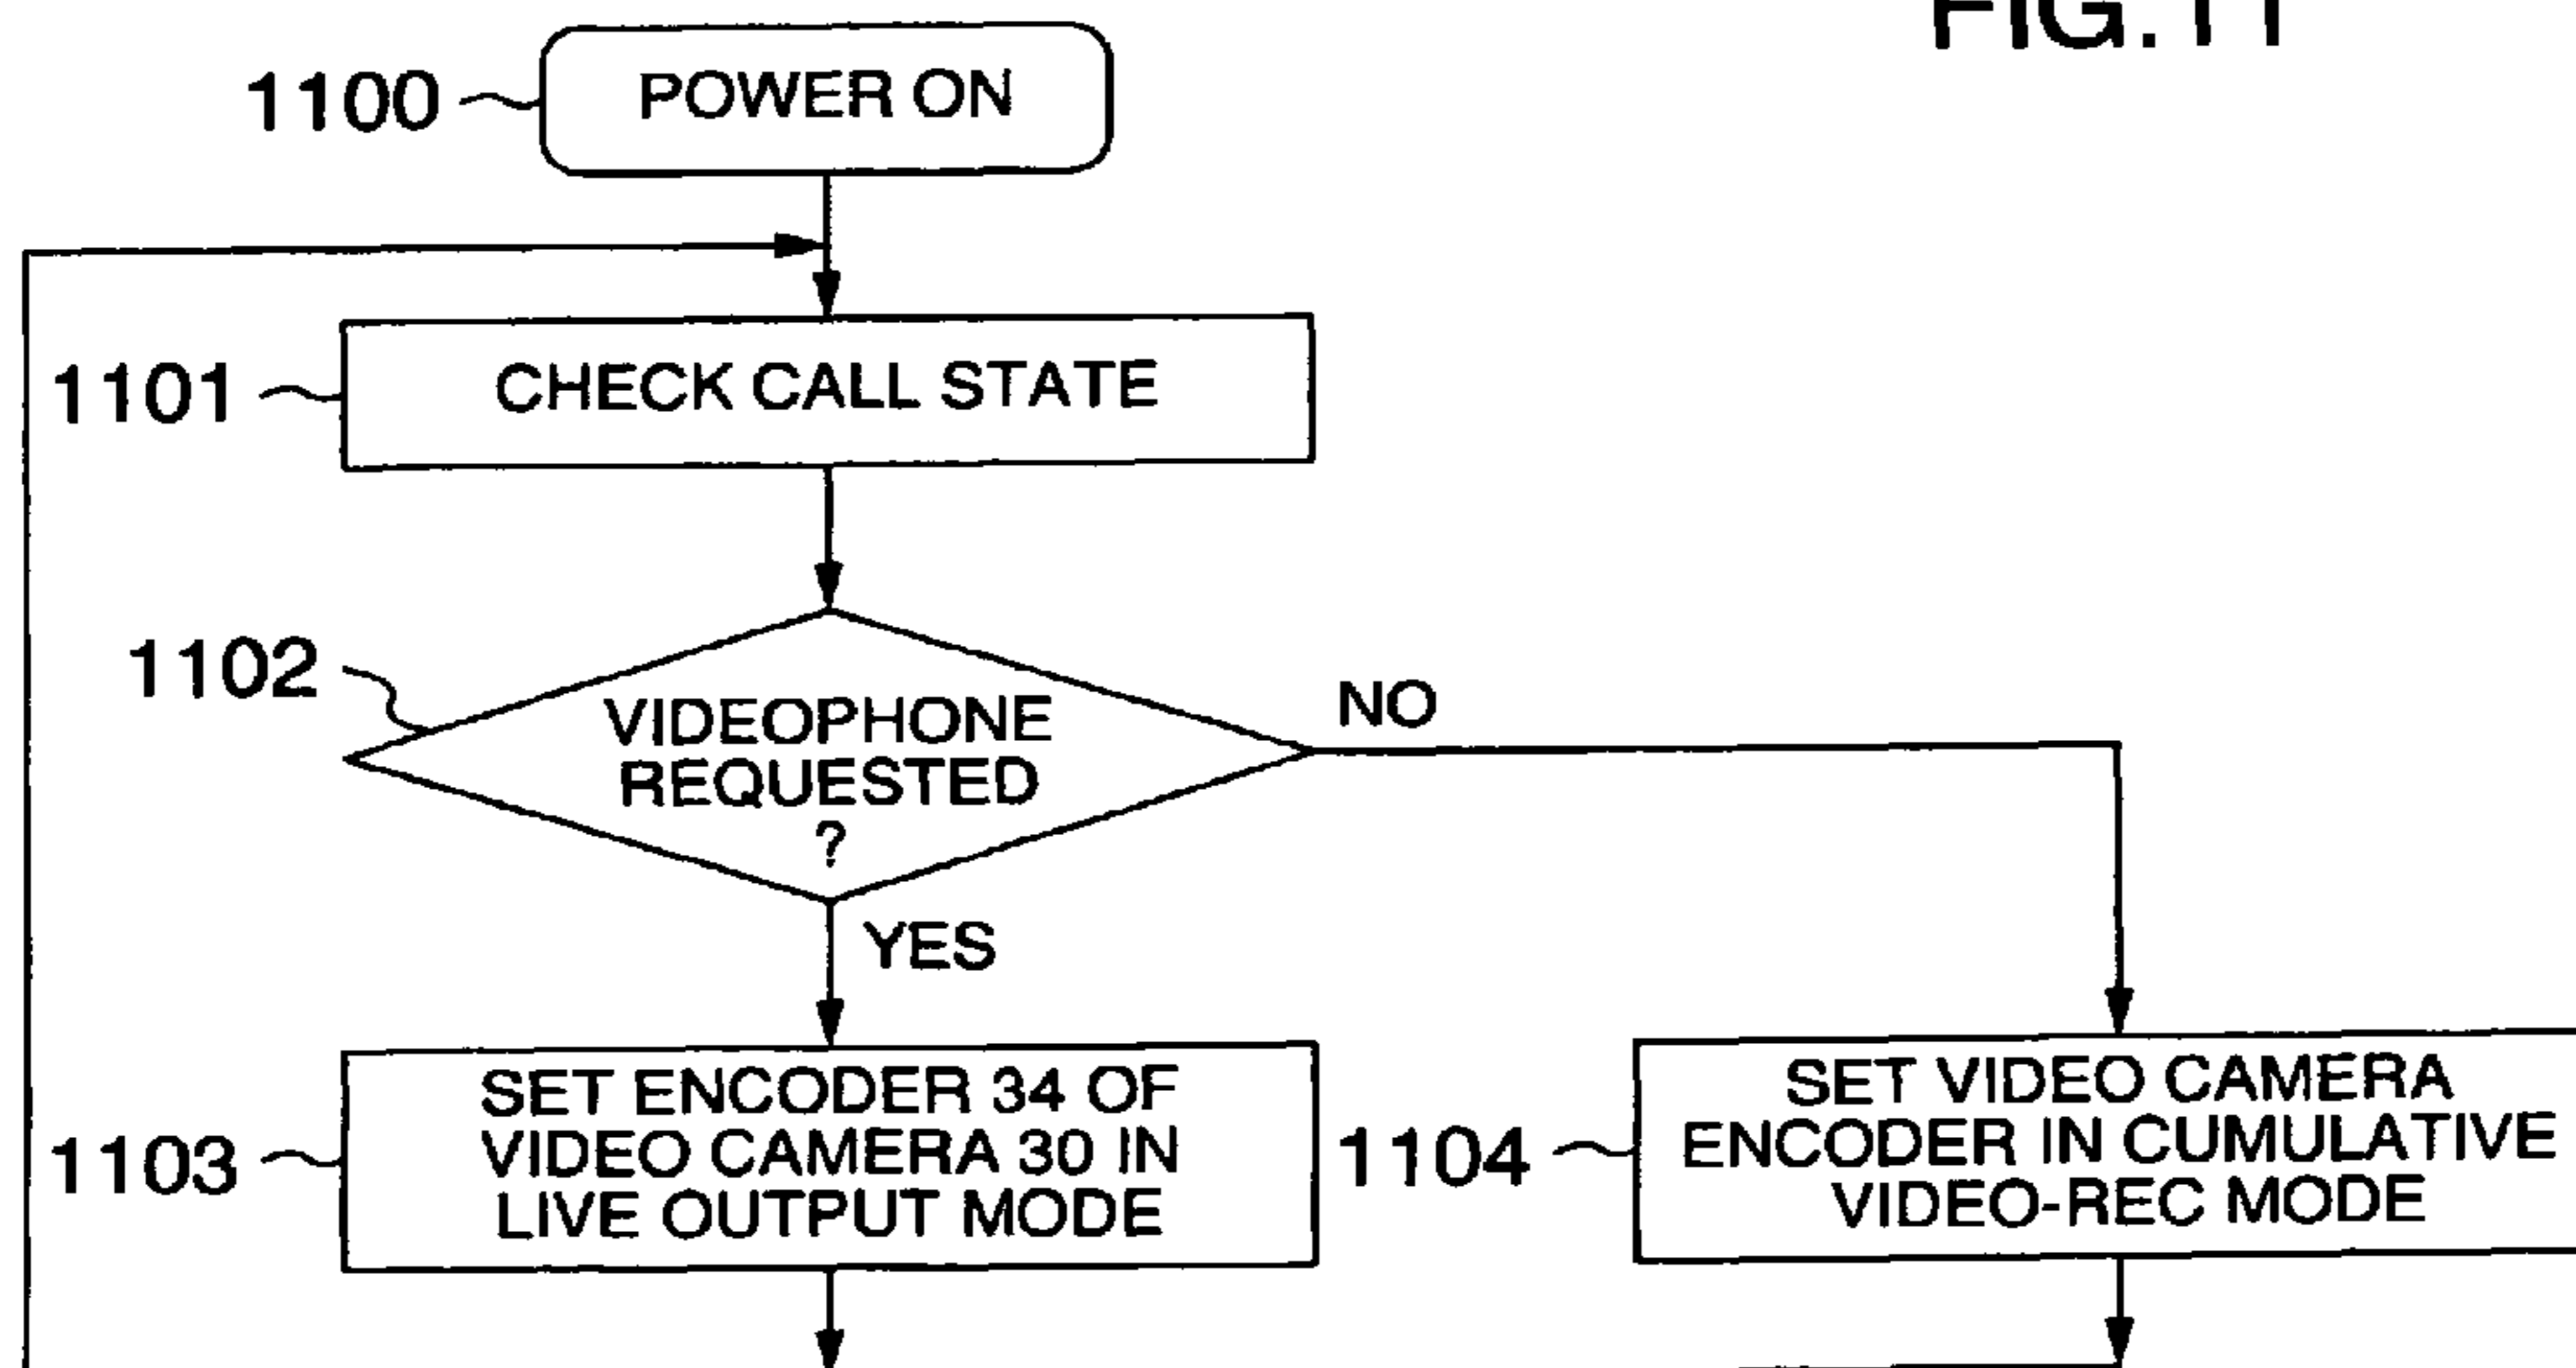 FIG.11
1100
POWER ON
1101
CHECK CALL STATE
1102
VIDEOPHONE
REQUESTED
?
NO
YES
1103
SET ENCODER 34 OF
VIDEO CAMERA 30 IN
LIVE OUTPUT MODE
1104
SET VIDEO CAMERA
ENCODER IN CUMULATIVE
VIDEO-REC MODE